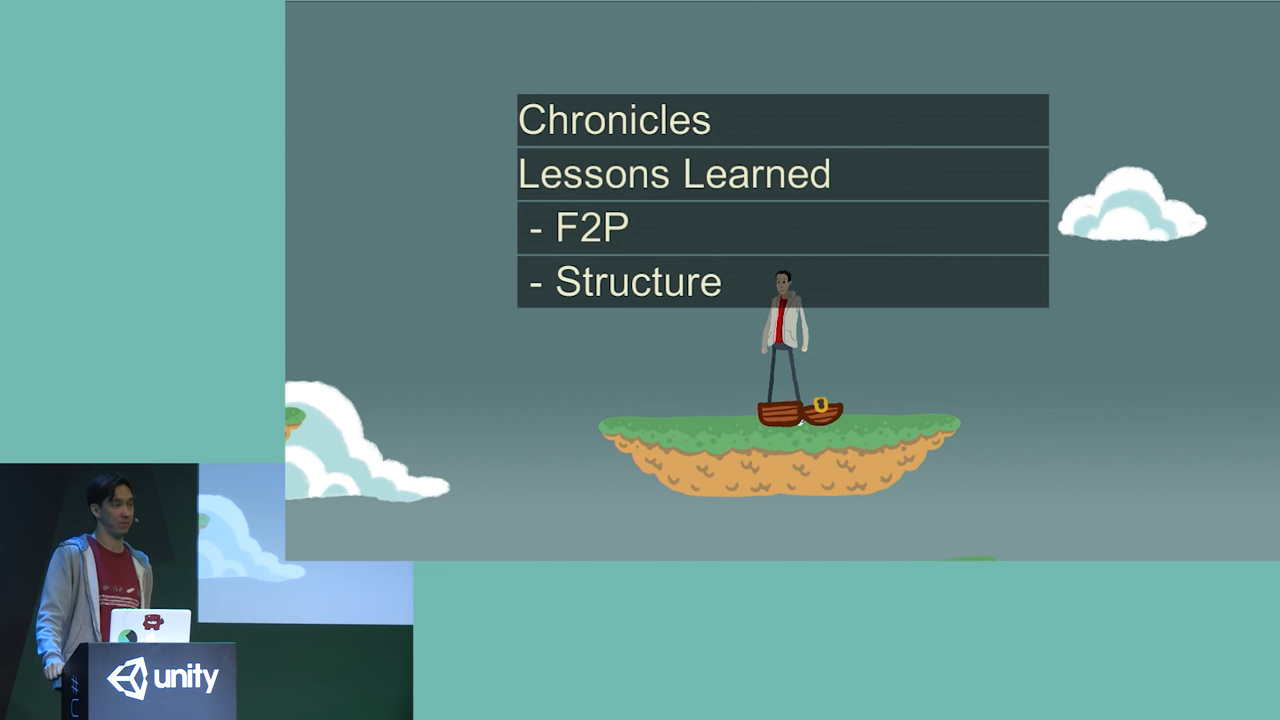 Chronicles
Lessons Learned
- F2P
- Structure
unity
#